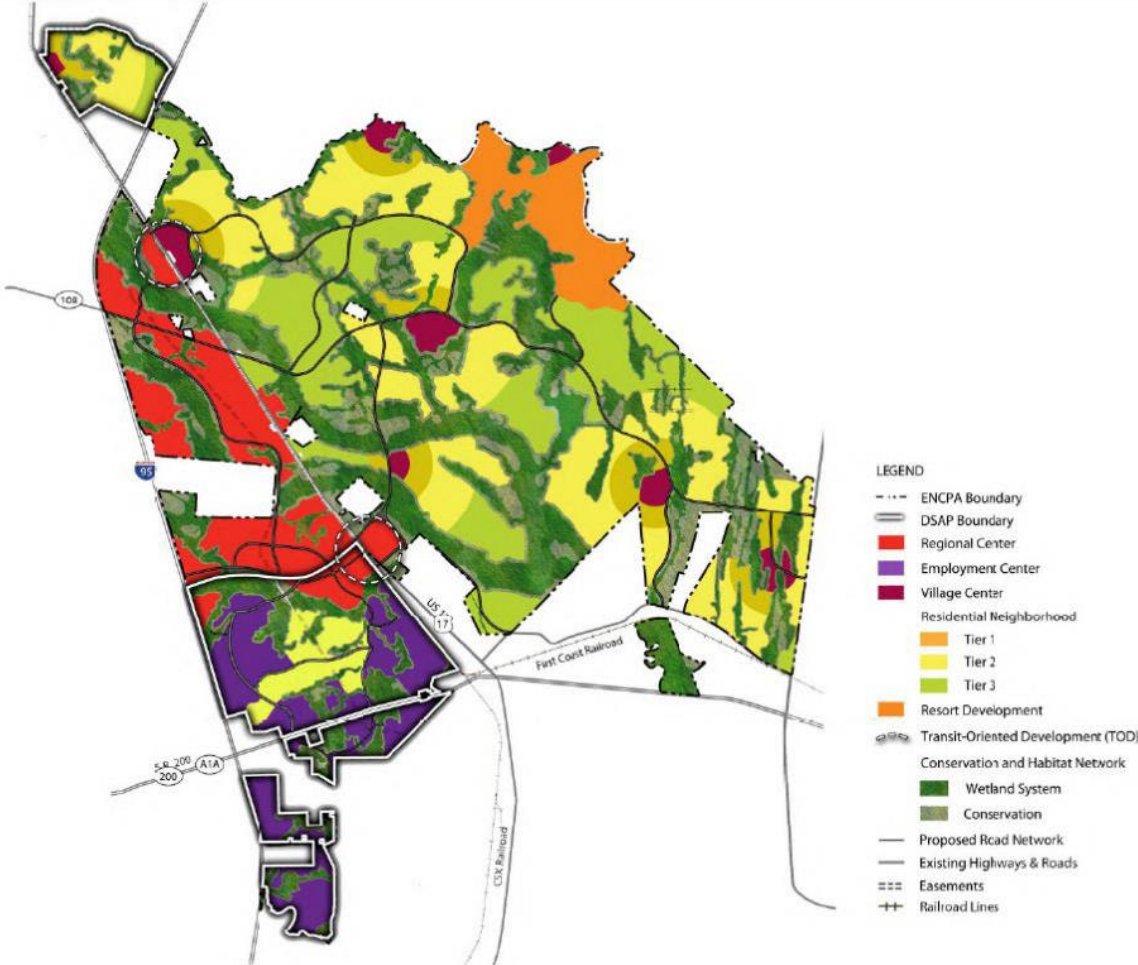 108
95
US
17
First Coast Railroad
S.R. 200
200
A1A
CSX Railroad
LEGEND
ENCPA Boundary
DSAP Boundary
Regional Center
Employment Center
Village Center
Residential Neighborhood
Tier 1
Tier 2
Tier 3
Resort Development
Transit-Oriented Development (TOD)
Conservation and Habitat Network
Wetland System
Conservation
Proposed Road Network
Existing Highways & Roads
Easements
Railroad Lines